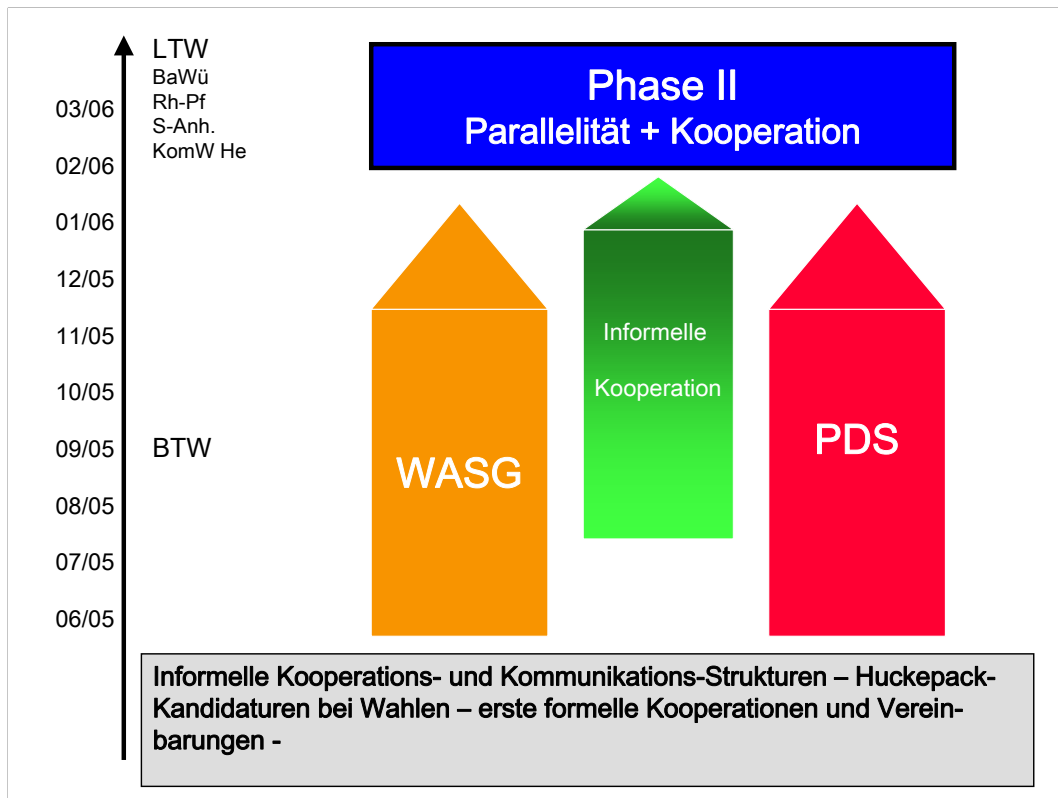 LTW
BaWü
Rh-Pf
S-Anh.
KomW He
03/06
02/06
01/06
12/05
11/05
10/05
09/05
BTW
08/05
07/05
06/05
Phase II
Parallelität + Kooperation
WASG
Informelle
Kooperation
PDS
Informelle Kooperations- und Kommunikations-Strukturen – Huckepack-
Kandidaturen bei Wahlen – erste formelle Kooperationen und Verein-
barungen -